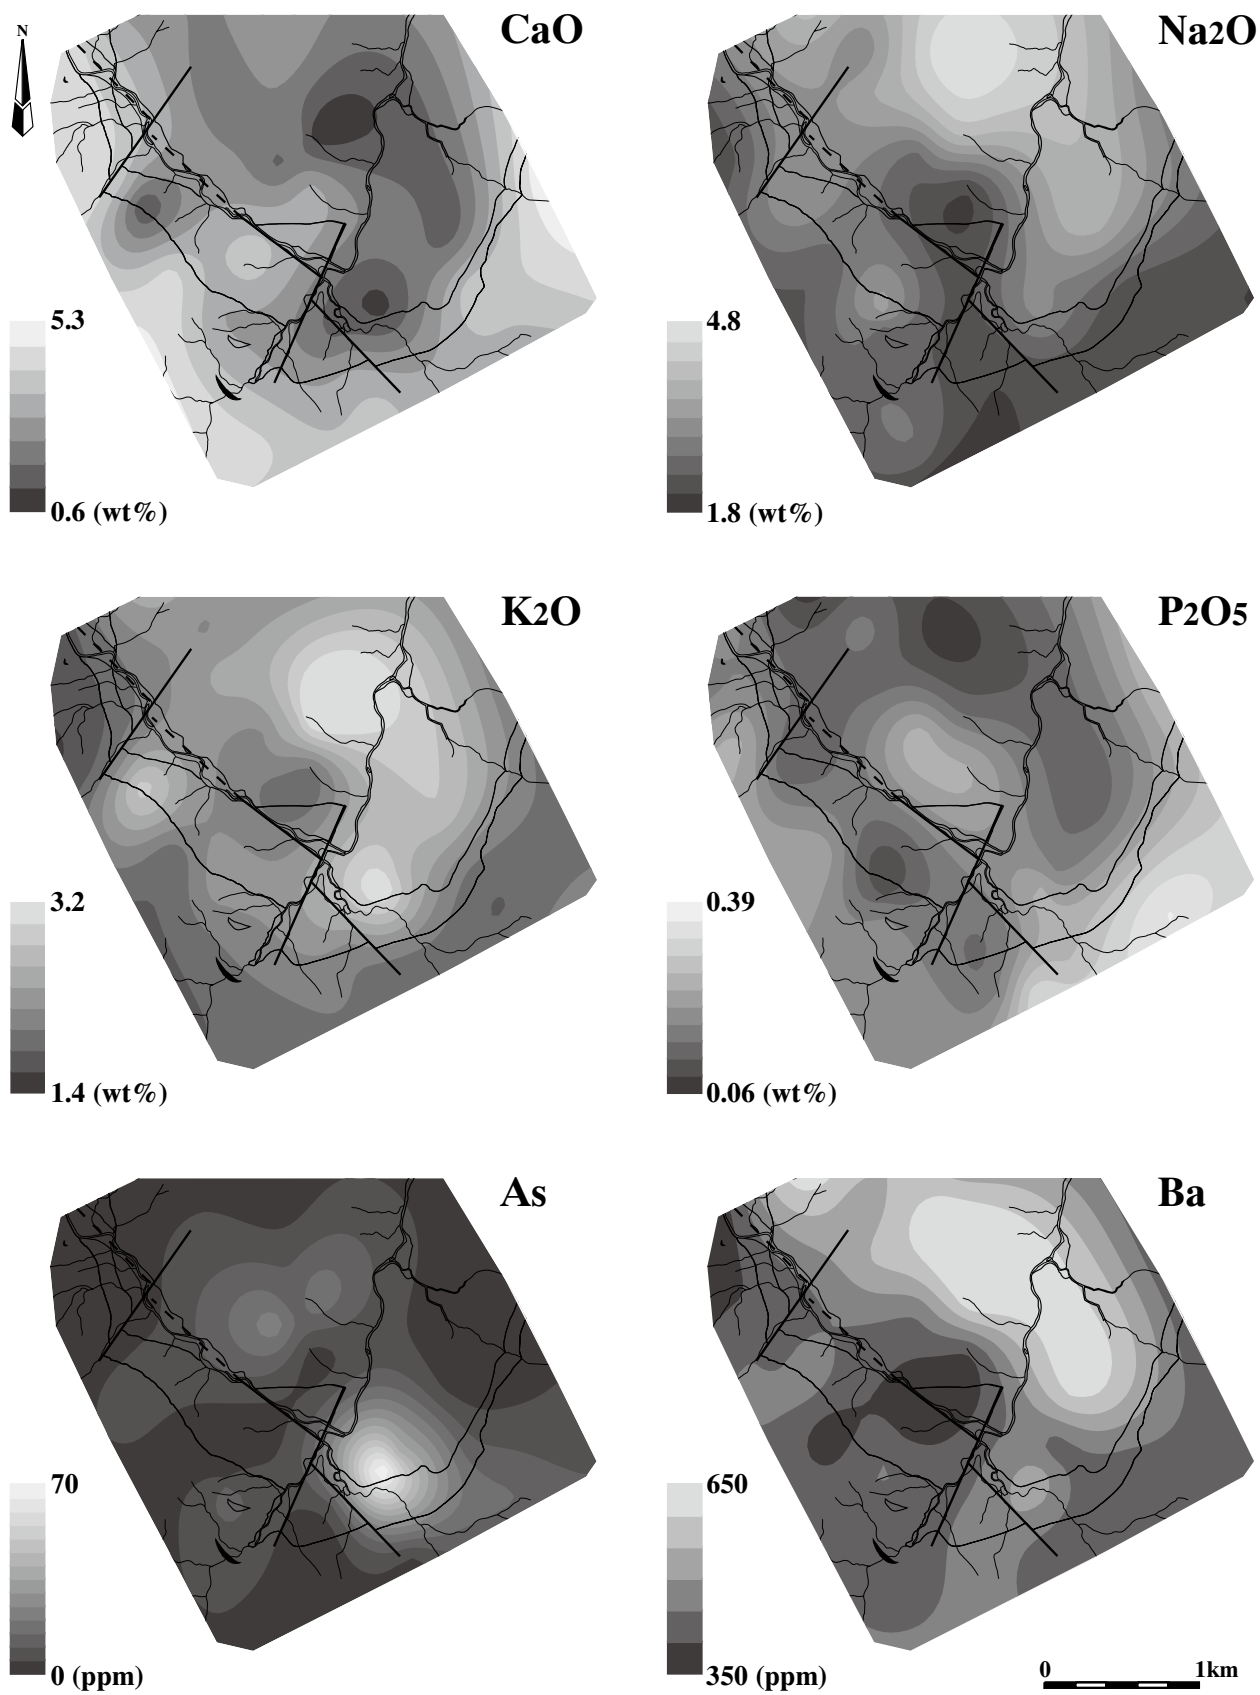 N
CaO
5.3
0.6 (wt%)
Na2O
4.8
1.8 (wt%)
K2O
3.2
1.4 (wt%)
P2O5
0.39
0.06 (wt%)
As
70
0 (ppm)
Ba
650
350 (ppm)
0 1km